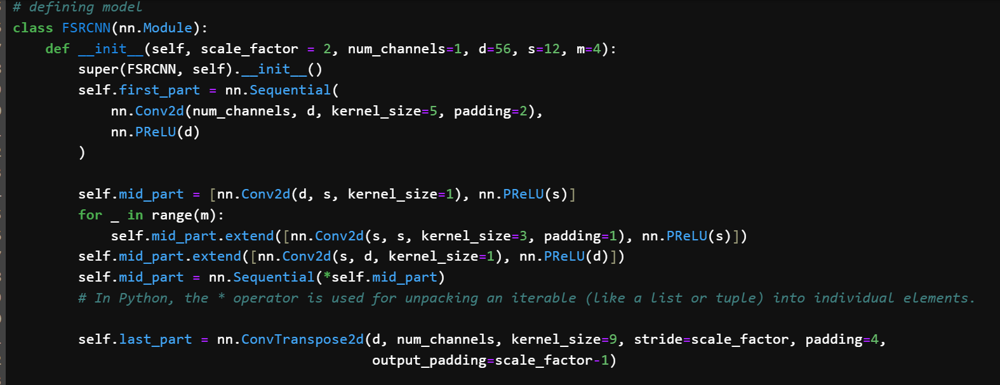 # defining model
class FSRCNN(nn.Module):
    def __init__(self, scale_factor = 2, num_channels=1, d=56, s=12, m=4):
        super(FSRCNN, self).__init__()
        self.first_part = nn.Sequential(
            nn.Conv2d(num_channels, d, kernel_size=5, padding=2),
            nn.PReLU(d)
        )
        self.mid_part = [nn.Conv2d(d, s, kernel_size=1), nn.PReLU(s)]
        for _ in range(m):
            self.mid_part.extend([nn.Conv2d(s, s, kernel_size=3, padding=1), nn.PReLU(s)])
        self.mid_part.extend([nn.Conv2d(s, d, kernel_size=1), nn.PReLU(d)])
        self.mid_part = nn.Sequential(*self.mid_part)
        # In Python, the * operator is used for unpacking an iterable (like a list or tuple) into individual elements.
        self.last_part = nn.ConvTranspose2d(d, num_channels, kernel_size=9, stride=scale_factor, padding=4,
                                            output_padding=scale_factor-1)